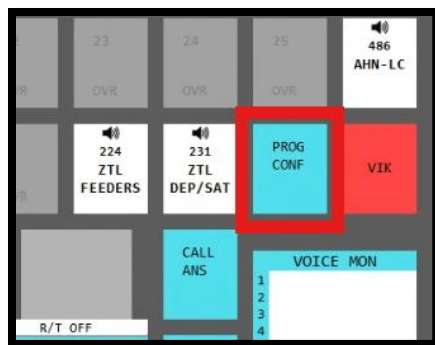 23
24
25
OVR
OVR
OVR
486
AHN-LC
224
ZTL
FEEDERS
231
ZTL
DEP/SAT
PROG
CONF
VIK
CALL
ANS
VOICE MON
1
2
3
4
R/T OFF